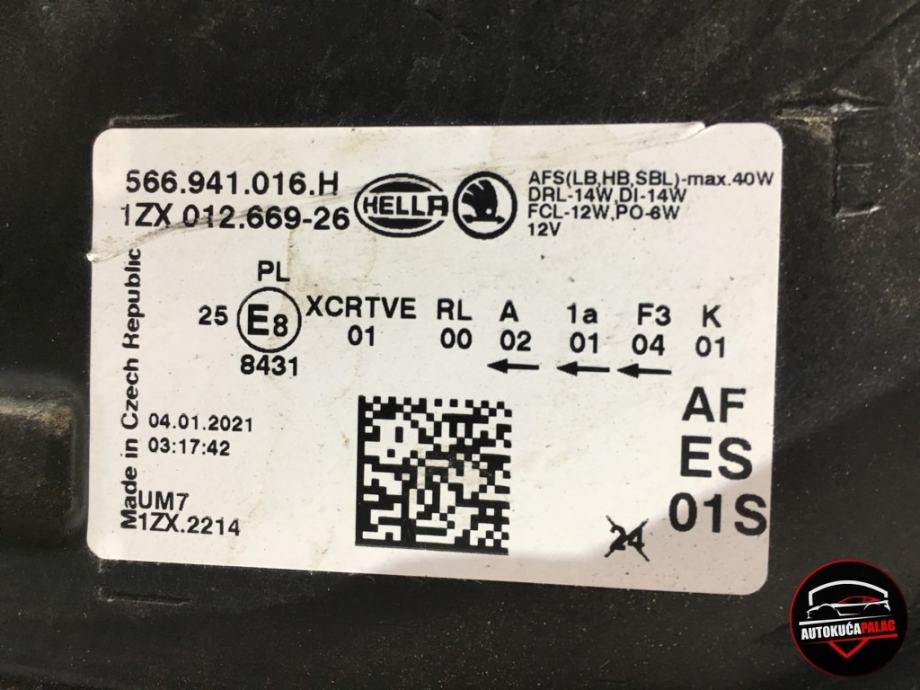 566.941.016.H
1ZX 012.669-26
HELLA
AFS(LB,HB,SBL)-max.40W
DRL-14W,DI-14W
FCL-12W,PO-6W
12V
Made in Czech Republic
PL
25 E8 XCRTVE RL A 1a F3 K
01 00 02 01 04 01
8431
04.01.2021
03:17:42
UM7
1ZX.2214
AF
ES
01S
24
AUTOKUĆAPALAC